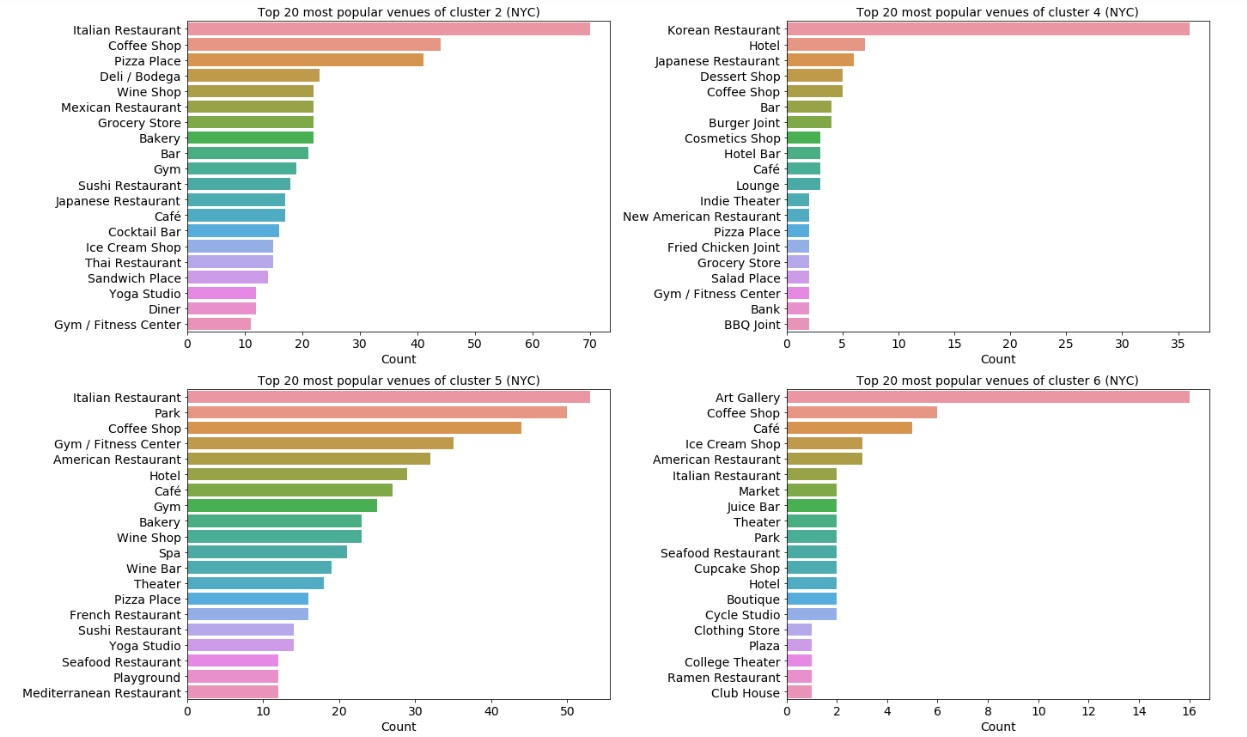 Top 20 most popular venues of cluster 2 (NYC)
Italian Restaurant
Coffee Shop
Pizza Place
Deli / Bodega
Wine Shop
Mexican Restaurant
Grocery Store
Bakery
Bar
Gym
Sushi Restaurant
Japanese Restaurant
Café
Cocktail Bar
Ice Cream Shop
Thai Restaurant
Sandwich Place
Yoga Studio
Diner
Gym / Fitness Center
0 10 20 30 40 50 60 70
Count
Top 20 most popular venues of cluster 4 (NYC)
Korean Restaurant
Hotel
Japanese Restaurant
Dessert Shop
Coffee Shop
Bar
Burger Joint
Cosmetics Shop
Hotel Bar
Café
Lounge
Indie Theater
New American Restaurant
Pizza Place
Fried Chicken Joint
Grocery Store
Salad Place
Gym / Fitness Center
Bank
BBQ Joint
0 5 10 15 20 25 30 35
Count
Top 20 most popular venues of cluster 5 (NYC)
Italian Restaurant
Park
Coffee Shop
Gym / Fitness Center
American Restaurant
Hotel
Café
Gym
Bakery
Wine Shop
Spa
Wine Bar
Theater
Pizza Place
French Restaurant
Sushi Restaurant
Yoga Studio
Seafood Restaurant
Playground
Mediterranean Restaurant
0 10 20 30 40 50
Count
Top 20 most popular venues of cluster 6 (NYC)
Art Gallery
Coffee Shop
Café
Ice Cream Shop
American Restaurant
Italian Restaurant
Market
Juice Bar
Theater
Park
Seafood Restaurant
Cupcake Shop
Hotel
Boutique
Cycle Studio
Clothing Store
Plaza
College Theater
Ramen Restaurant
Club House
0 2 4 6 8 10 12 14 16
Count